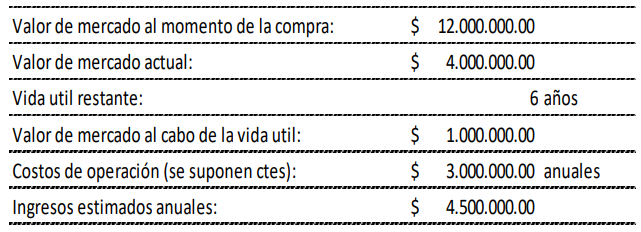 Valor de mercado al momento de la compra: $ 12.000.000.00
Valor de mercado actual: $ 4.000.000.00
Vida util restante: 6 años
Valor de mercado al cabo de la vida util: $ 1.000.000.00
Costos de operación (se suponen ctes): $ 3.000.000.00 anuales
Ingresos estimados anuales: $ 4.500.000.00